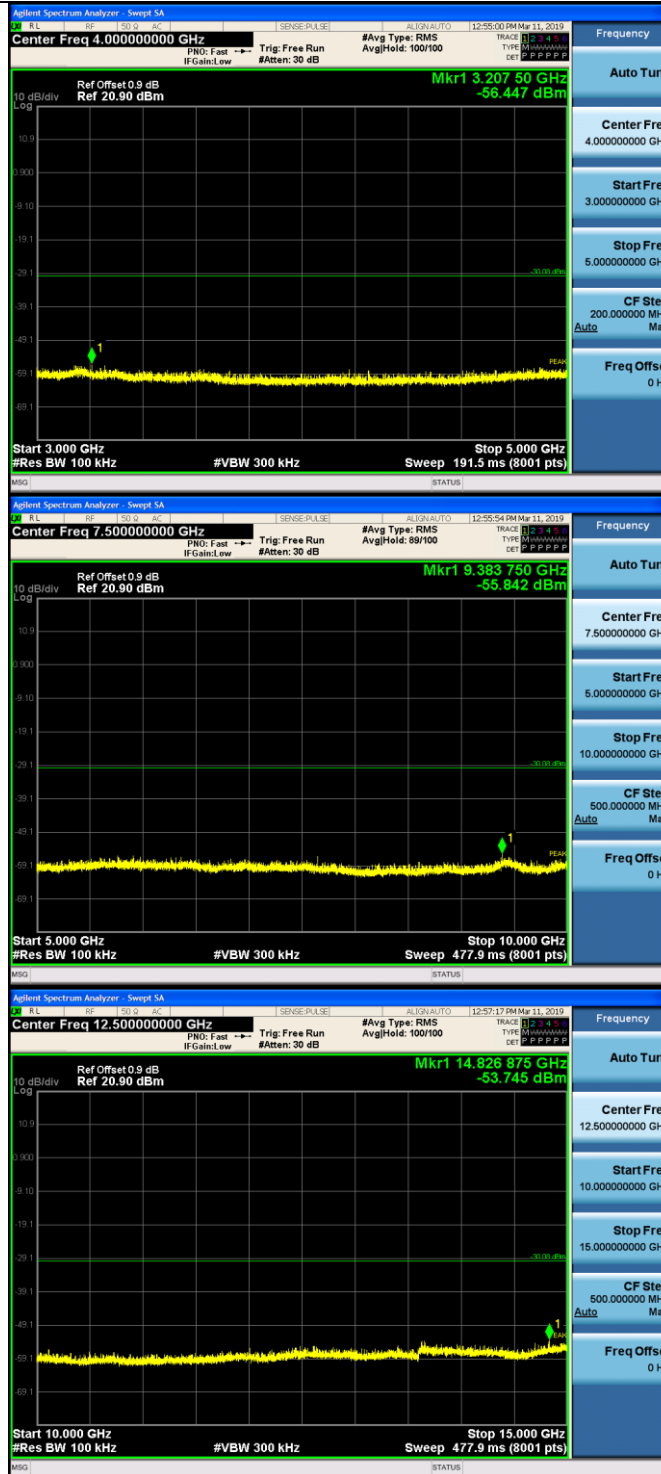 Agilent Spectrum Analyzer - Swept SA
RL RF 50 Ω AC SENSE:PULSE ALIGNAUTO 12:55:00 PM Mar 11, 2019
Center Freq 4.000000000 GHz #Avg Type: RMS TRACE 1 2 3 4 5 6 Frequency
PNO: Fast Trig: Free Run Avg|Hold: 100/100 TYPE M
IFGain:Low #Atten: 30 dB DET P P P P P P
Auto Tun
Mkr1 3.207 50 GHz
Ref Offset 0.9 dB
10 dB/div Ref 20.90 dBm -56.447 dBm
Log
Center Fre
4.000000000 GH
10.9
0.900
Start Fre
3.000000000 GH
-9.10
-19.1
Stop Fre
5.000000000 GH
-29.1
-30.08 dBm
CF Ste
200.000000 MH
Auto Ma
-39.1
-49.1
1
PEAK
Freq Offse
0 H
-59.1
-69.1
Start 3.000 GHz Stop 5.000 GHz
#Res BW 100 kHz #VBW 300 kHz Sweep 191.5 ms (8001 pts)
MSG STATUS
Agilent Spectrum Analyzer - Swept SA
RL RF 50 Ω AC SENSE:PULSE ALIGNAUTO 12:55:54 PM Mar 11, 2019
Center Freq 7.500000000 GHz #Avg Type: RMS TRACE 1 2 3 4 5 6 Frequency
PNO: Fast Trig: Free Run Avg|Hold: 89/100 TYPE M
IFGain:Low #Atten: 30 dB DET P P P P P P
Auto Tun
Mkr1 9.383 750 GHz
Ref Offset 0.9 dB
10 dB/div Ref 20.90 dBm -55.842 dBm
Log
Center Fre
7.500000000 GH
10.9
0.900
Start Fre
5.000000000 GH
-9.10
-19.1
Stop Fre
10.000000000 GH
-29.1
-30.08 dBm
CF Ste
500.000000 MH
Auto Ma
-39.1
-49.1
1
PEAK
Freq Offse
0 H
-59.1
-69.1
Start 5.000 GHz Stop 10.000 GHz
#Res BW 100 kHz #VBW 300 kHz Sweep 477.9 ms (8001 pts)
MSG STATUS
Agilent Spectrum Analyzer - Swept SA
RL RF 50 Ω AC SENSE:PULSE ALIGNAUTO 12:57:17 PM Mar 11, 2019
Center Freq 12.500000000 GHz #Avg Type: RMS TRACE 1 2 3 4 5 6 Frequency
PNO: Fast Trig: Free Run Avg|Hold: 100/100 TYPE M
IFGain:Low #Atten: 30 dB DET P P P P P P
Auto Tun
Mkr1 14.826 875 GHz
Ref Offset 0.9 dB
10 dB/div Ref 20.90 dBm -53.745 dBm
Log
Center Fre
12.500000000 GH
10.9
0.900
Start Fre
10.000000000 GH
-9.10
-19.1
Stop Fre
15.000000000 GH
-29.1
-30.08 dBm
CF Ste
500.000000 MH
Auto Ma
-39.1
-49.1
1
PEAK
Freq Offse
0 H
-59.1
-69.1
Start 10.000 GHz Stop 15.000 GHz
#Res BW 100 kHz #VBW 300 kHz Sweep 477.9 ms (8001 pts)
MSG STATUS